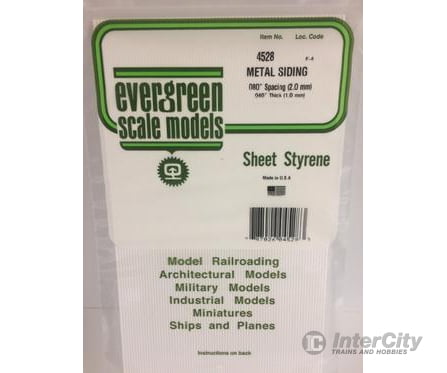 Item No. Loc. Code
4528 F-4
METAL SIDING
.080" Spacing (2.0 mm)
.040" Thick (1.0 mm)
evergreen
scale models
Sheet Styrene
Made in U S A
Model Railroading
Architectural Models
Military Models
Industrial Models
Miniatures
Ships and Planes
Instructions on back
InterCity
TRAINS AND HOBBIES